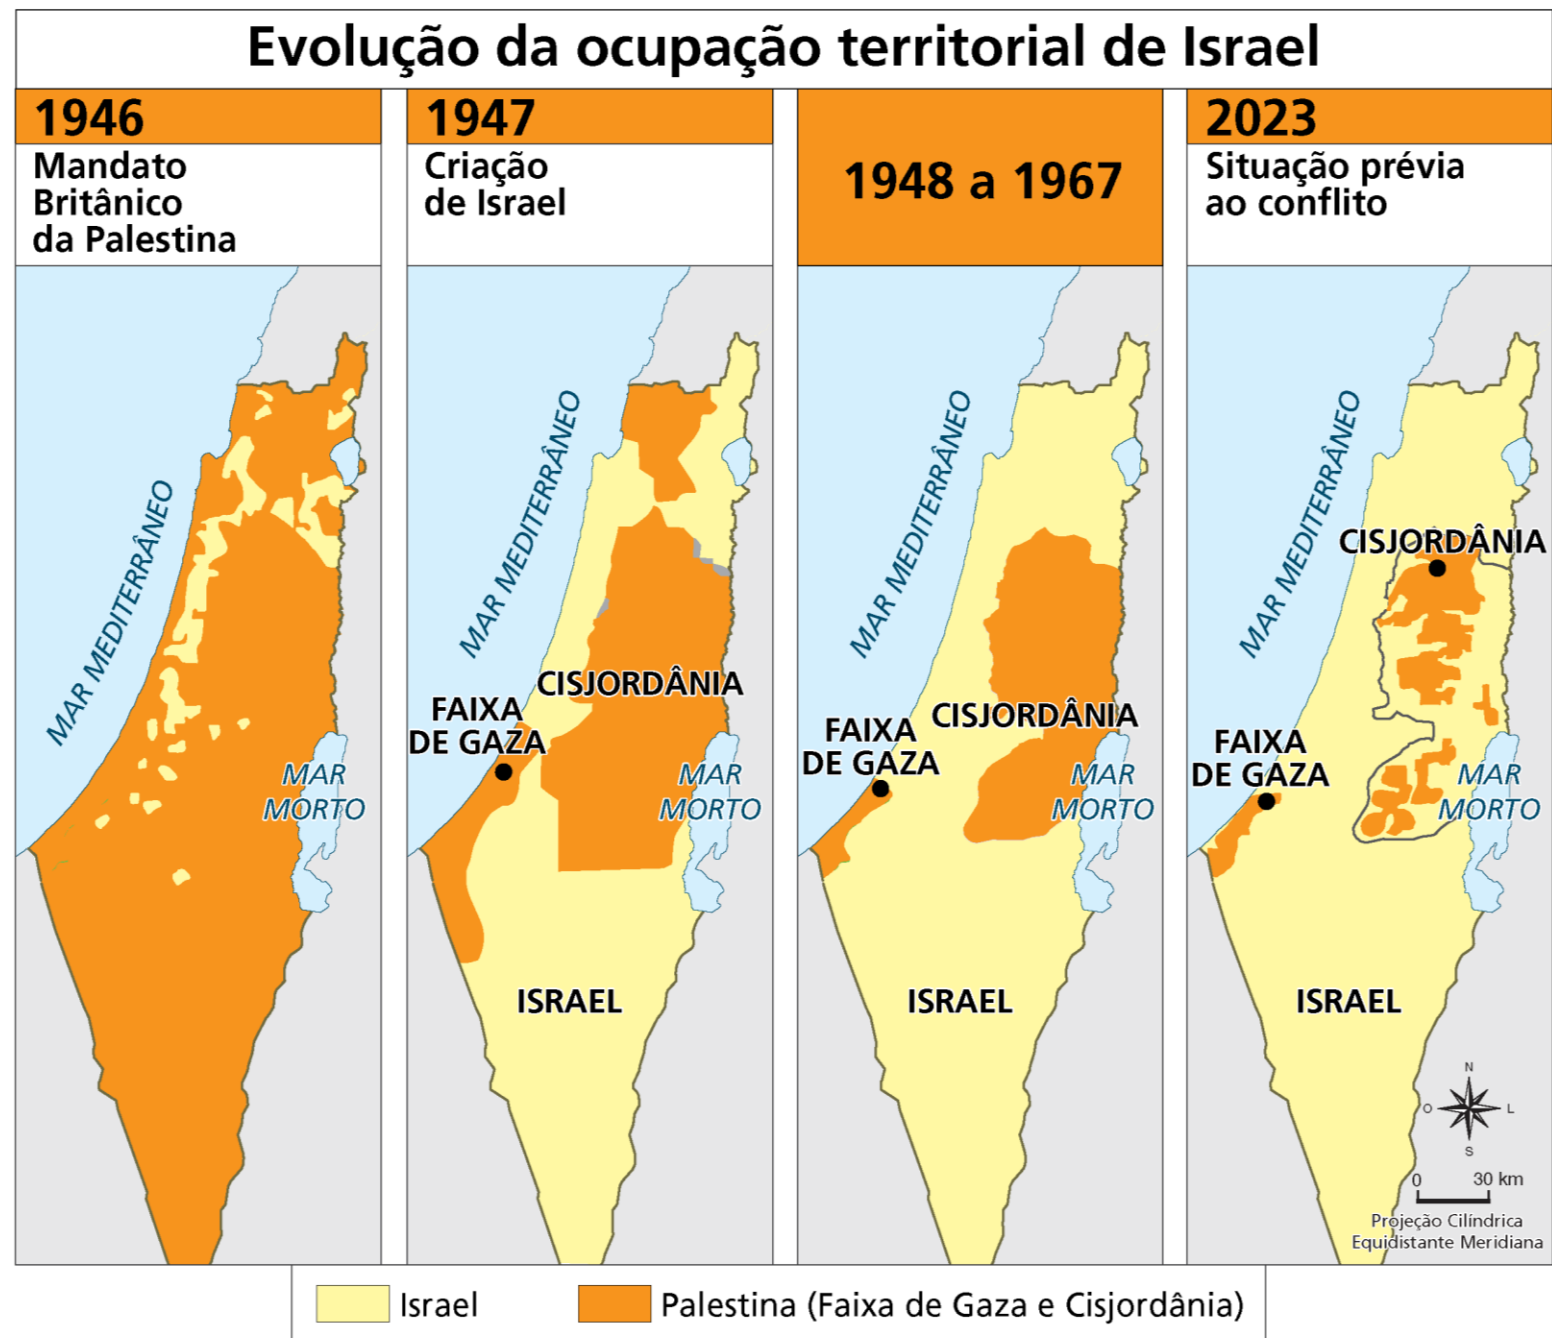 Evolução da ocupação territorial de Israel
1946
Mandato
Britânico
da Palestina
MAR MEDITERRÂNEO
MAR
MORTO
1947
Criação
de Israel
MAR MEDITERRÂNEO
CISJORDÂNIA
FAIXA
DE GAZA
MAR
MORTO
ISRAEL
1948 a 1967
MAR MEDITERRÂNEO
CISJORDÂNIA
FAIXA
DE GAZA
MAR
MORTO
ISRAEL
2023
Situação prévia
ao conflito
MAR MEDITERRÂNEO
CISJORDÂNIA
FAIXA
DE GAZA
MAR
MORTO
ISRAEL
N
O L
S
0 30 km
Projeção Cilíndrica
Equidistante Meridiana
Israel
Palestina (Faixa de Gaza e Cisjordânia)